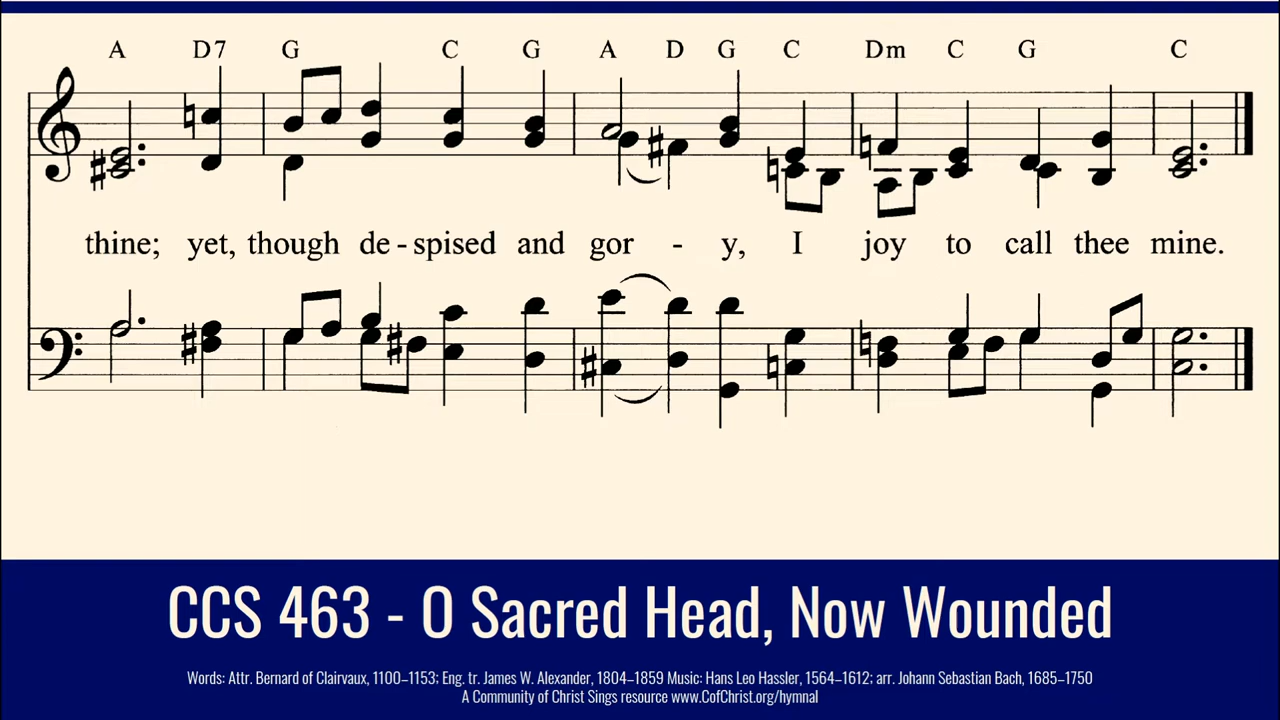 A D7 G C G A D G C Dm C G C
thine; yet, though de - spised and gor - y, I joy to call thee mine.
CCS 463 - O Sacred Head, Now Wounded
Words: Attr. Bernard of Clairvaux, 1100–1153; Eng. tr. James W. Alexander, 1804–1859 Music: Hans Leo Hassler, 1564–1612; arr. Johann Sebastian Bach, 1685–1750
A Community of Christ Sings resource www.CofChrist.org/hymnal